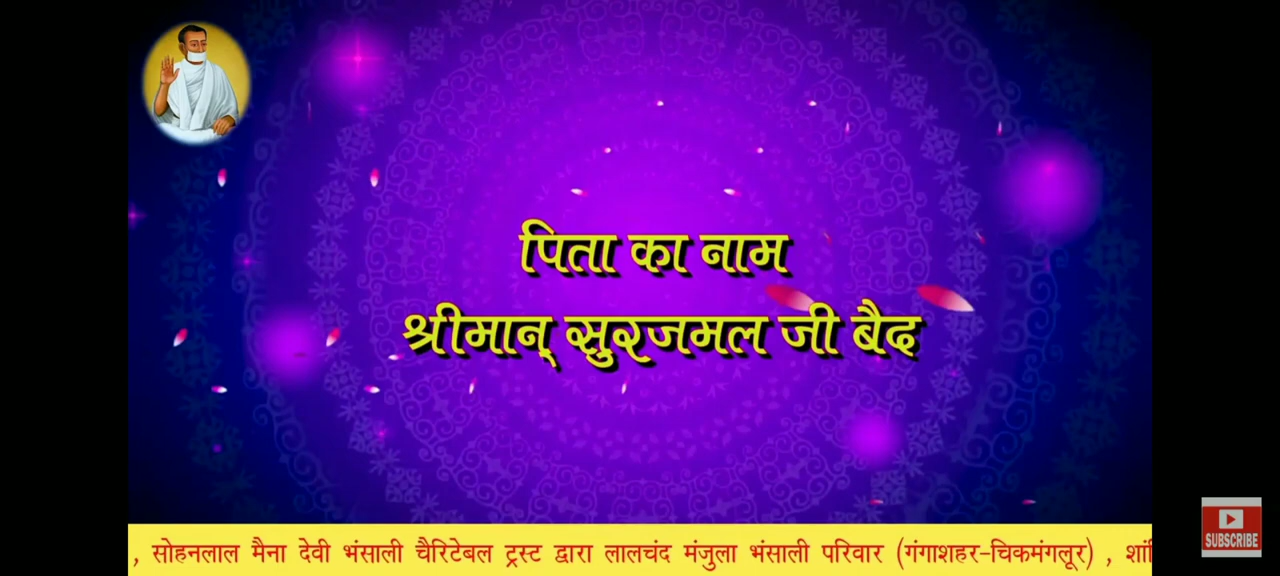 पिता का नाम
श्रीमान् सुरजमल जी बैद
, सोहनलाल मैना देवी भंसाली चैरिटेबल ट्रस्ट द्वारा लालचंद मंजुला भंसाली परिवार (गंगाशहर-चिकमंगलूर) ,
SUBSCRIBE